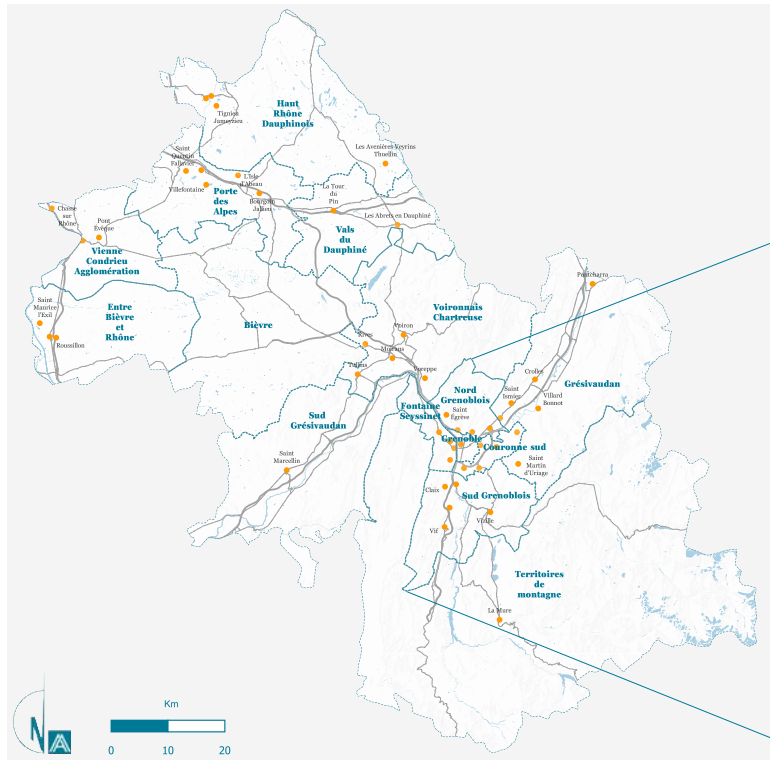 Haut
Rhône
Dauphinois
Tignieu
Jameyzieu
Saint
Quentin
Fallavier
Les Avenières Veyrins
Thuellin
L'Isle
d'Abeau
Villefontaine
La Tour
du
Pin
Porte
des
Alpes
Bourgoin
Jallieu
Chasse
sur
Rhône
Pont
Évêque
Les Abrets en Dauphiné
Vals
du
Dauphiné
Vienne
Condrieu
Agglomération
Pontcharra
Saint
Maurice
l'Exil
Entre
Bièvre
et
Rhône
Roussillon
Bièvre
Voironnais
Chartreuse
Voiron
Rives
Moirans
Tullins
Voreppe
Crolles
Grésivaudan
Nord
Grenoblois
Saint
Ismier
Villard
Bonnot
Fontaine
Seyssinet
Saint
Égrève
Sud
Grésivaudan
Grenoble
Couronne sud
Saint
Marcellin
Saint
Martin
d'Uriage
Claix
Sud Grenoblois
Vizille
Vif
Territoires
de
montagne
La Mure
Km
N
0 10 20